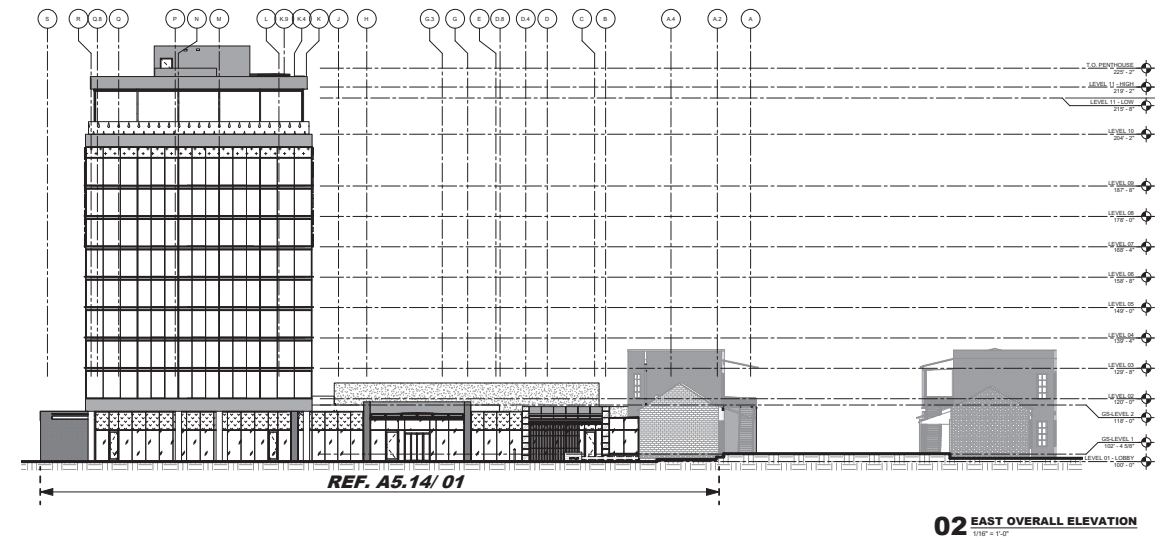 S R Q.8 Q P N M L K.9 K.4 K J H G.3 G E D.8 D.4 D C B A.4 A.2 A
T.O. PENTHOUSE
225' - 2"
LEVEL 11 - HIGH
219' - 2"
LEVEL 11 - LOW
215' - 8"
LEVEL 10
204' - 2"
LEVEL 09
187' - 8"
LEVEL 08
178' - 0"
LEVEL 07
168' - 4"
LEVEL 06
158' - 8"
LEVEL 05
149' - 0"
LEVEL 04
139' - 4"
LEVEL 03
129' - 8"
LEVEL 02
120' - 0"
GS-LEVEL 2
118' - 0"
GS-LEVEL 1
102' - 4 5/8"
LEVEL 01 - LOBBY
100' - 0"
REF. A5.14/ 01
02 EAST OVERALL ELEVATION
1/16" = 1'-0"